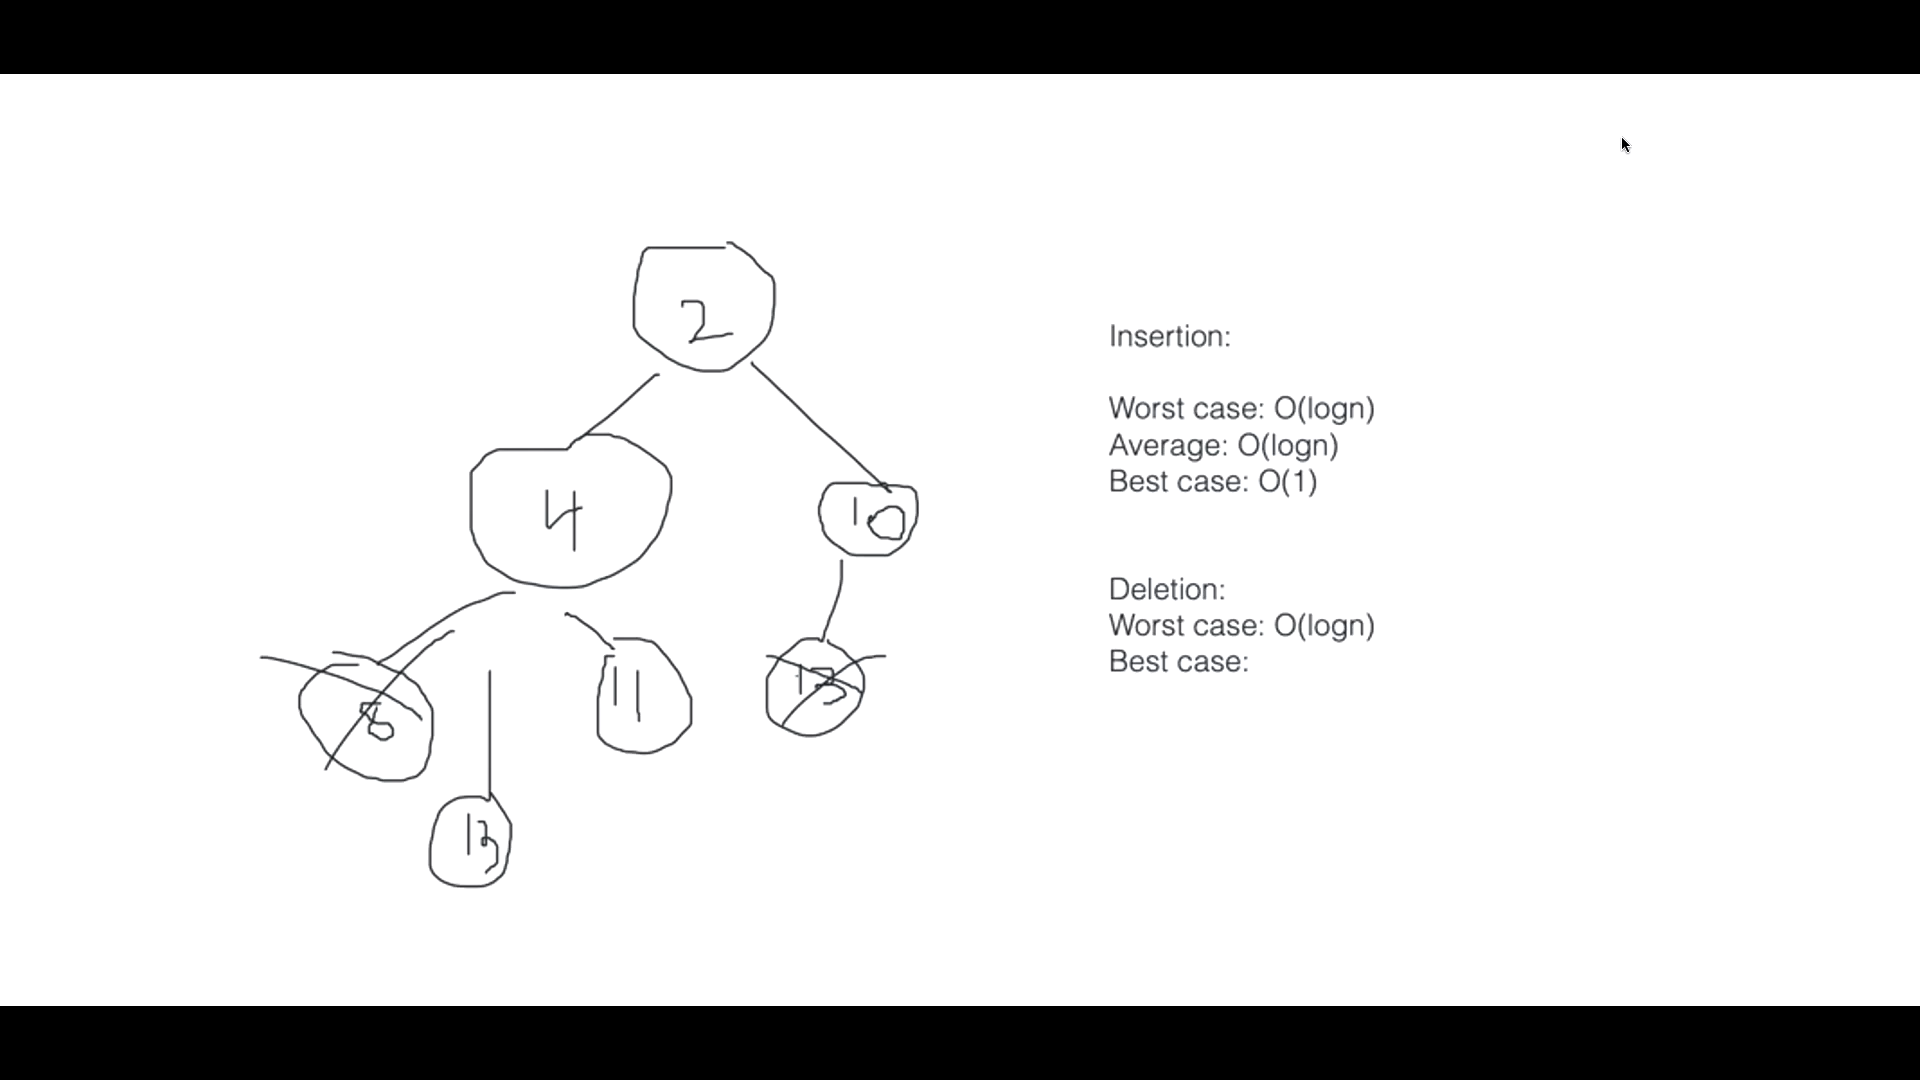 2
4
10
11
13
13
Insertion:
Worst case: O(logn)
Average: O(logn)
Best case: O(1)
Deletion:
Worst case: O(logn)
Best case: